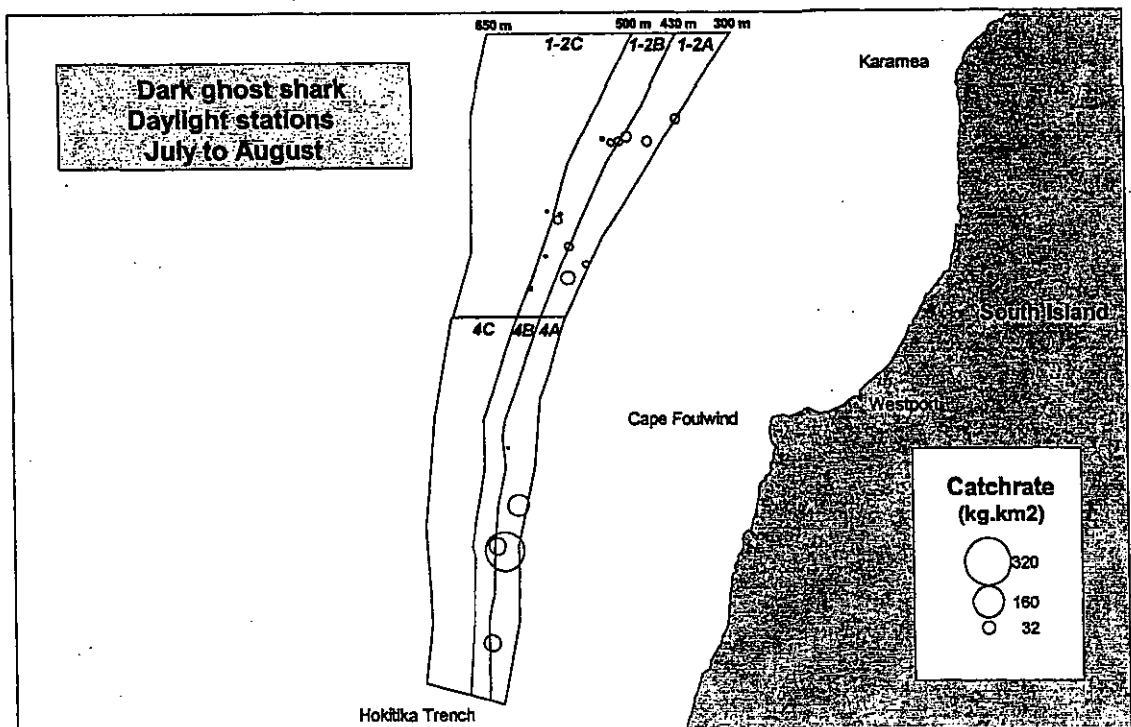 650 m 500 m 430 m 300 m
1-2C 1-2B 1-2A
Karamea
Dark ghost shark
Daylight stations
July to August
South Island
4C 4B 4A
Westport
Cape Foulwind
Catchrate
(kg.km2)
320
160
32
Hokitika Trench